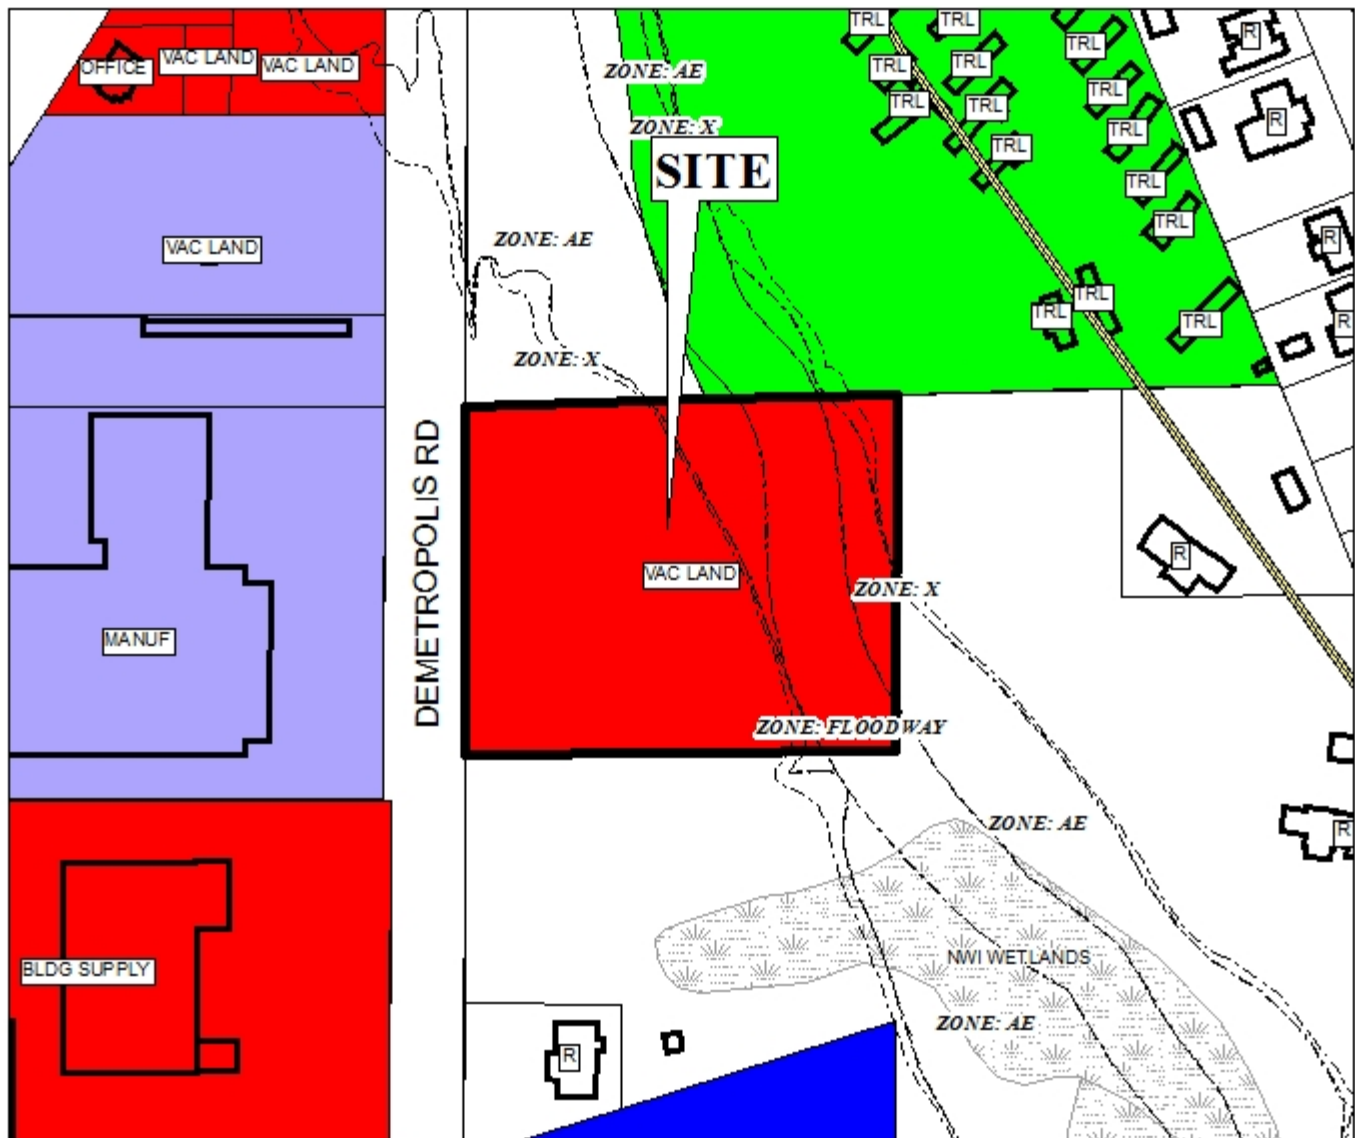 TRL
TRL
R
TRL
OFFICE
VAC LAND
VAC LAND
ZONE: AE
TRL
TRL
TRL
TRL
TRL
R
ZONE: X
TRL
TRL
SITE
TRL
TRL
ZONE: AE
VAC LAND
R
TRL
TRL
TRL
R
ZONE: X
DEMETROPOLIS RD
R
VAC LAND
ZONE: X
MANUF
ZONE: FLOODWAY
ZONE: AE
R
NWI WETLANDS
BLDG SUPPLY
ZONE: AE
R